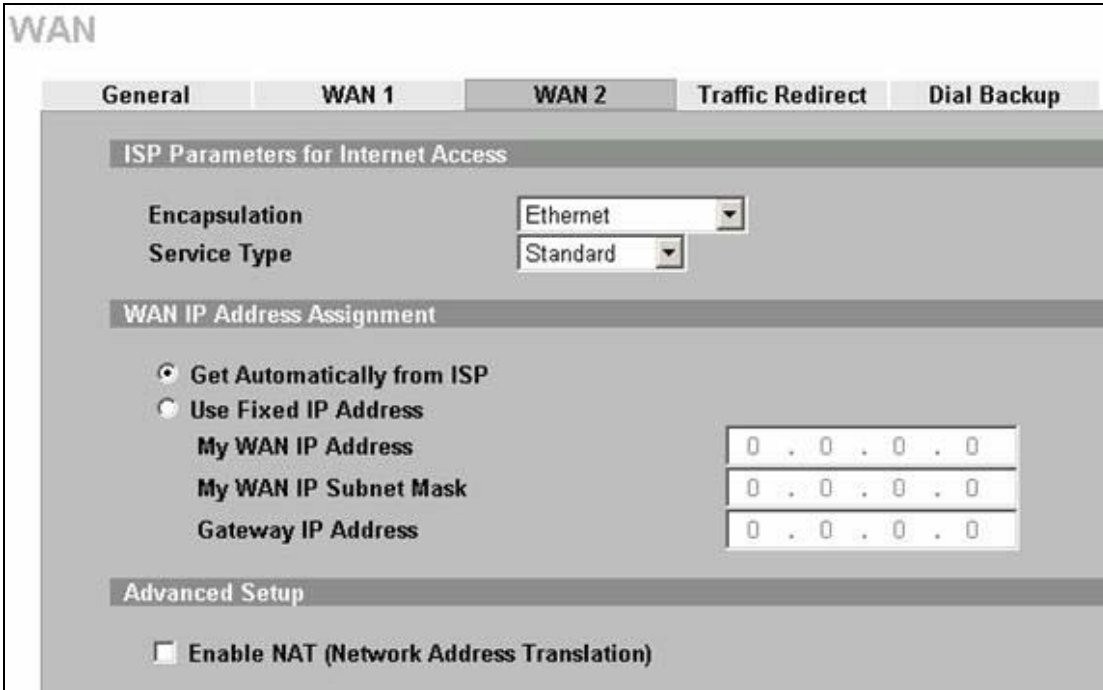 WAN
General WAN 1 WAN 2 Traffic Redirect Dial Backup
ISP Parameters for Internet Access
Encapsulation Ethernet
Service Type Standard
WAN IP Address Assignment
Get Automatically from ISP
Use Fixed IP Address
My WAN IP Address 0 . 0 . 0 . 0
My WAN IP Subnet Mask 0 . 0 . 0 . 0
Gateway IP Address 0 . 0 . 0 . 0
Advanced Setup
Enable NAT (Network Address Translation)